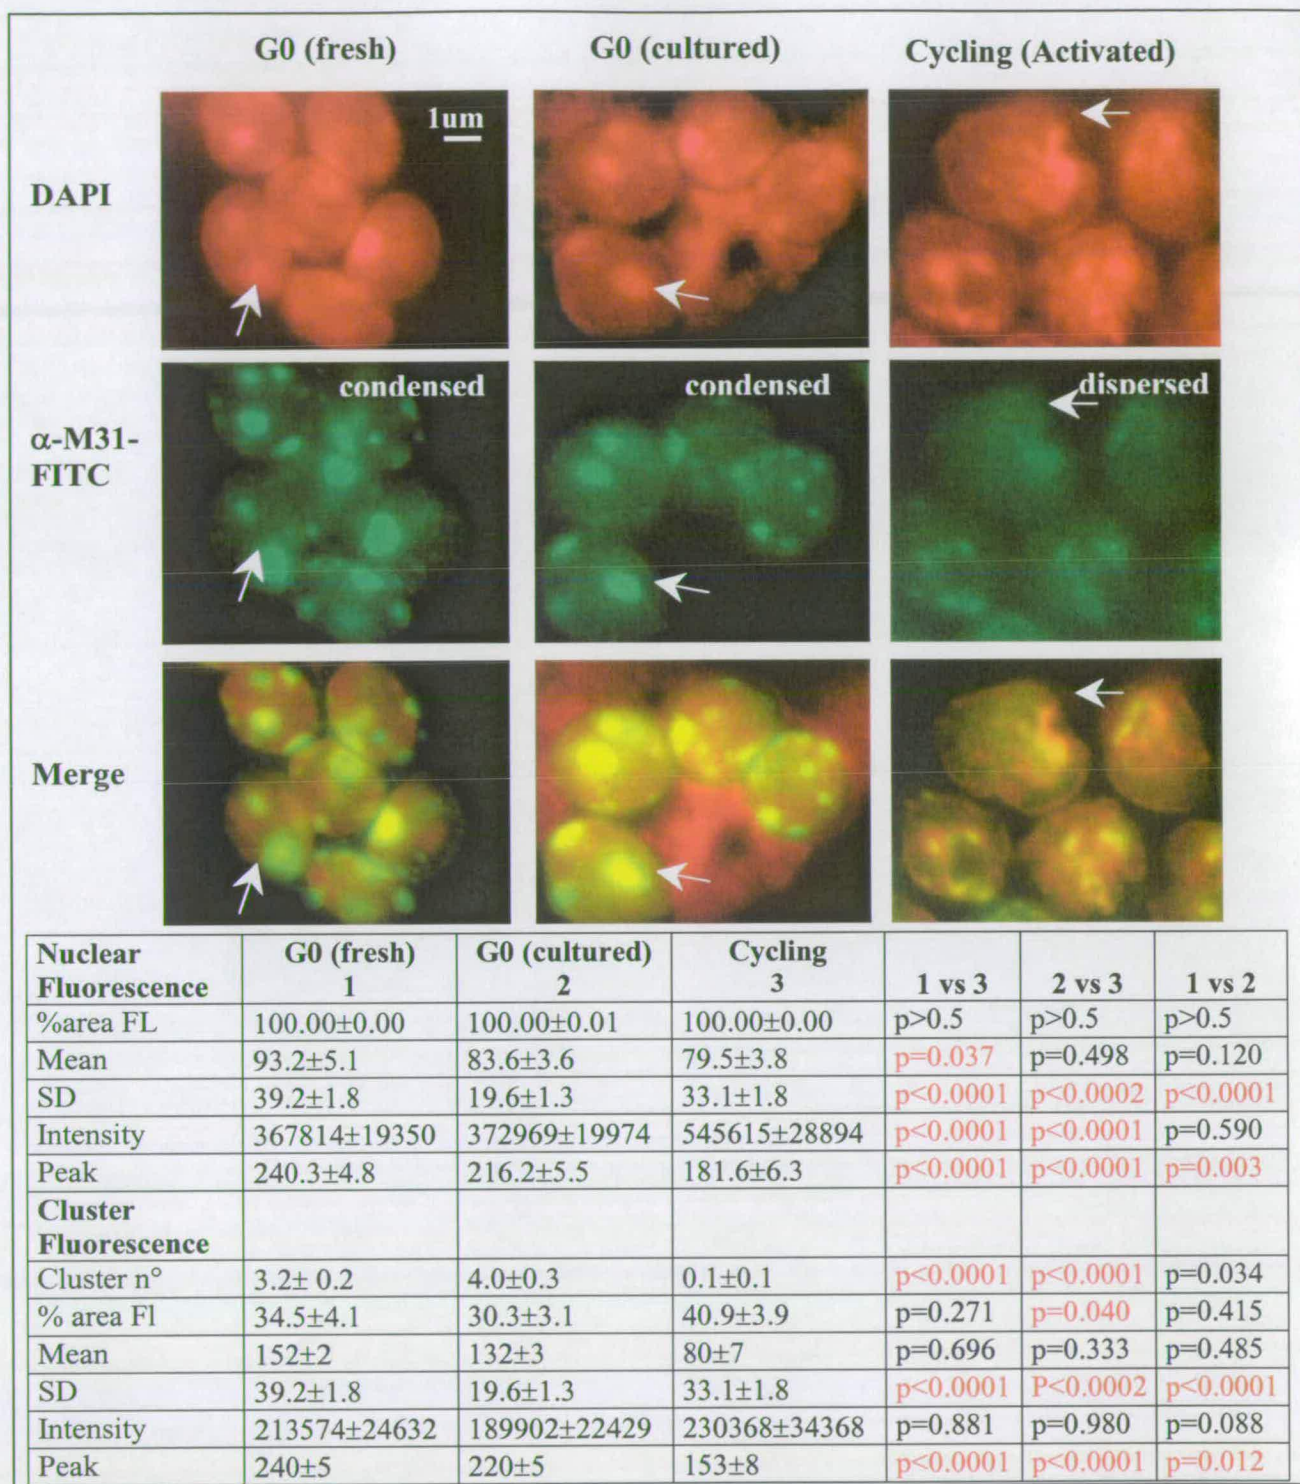 G0 (fresh) G0 (cultured) Cycling (Activated)
DAPI
1um
α-M31-
FITC
condensed condensed dispersed
Merge
Nuclear Fluorescence G0 (fresh) 1 G0 (cultured) 2 Cycling 3 1 vs 3 2 vs 3 1 vs 2
%area FL 100.00±0.00 100.00±0.01 100.00±0.00 p>0.5 p>0.5 p>0.5
Mean 93.2±5.1 83.6±3.6 79.5±3.8 p=0.037 p=0.498 p=0.120
SD 39.2±1.8 19.6±1.3 33.1±1.8 p<0.0001 p<0.0002 p<0.0001
Intensity 367814±19350 372969±19974 545615±28894 p<0.0001 p<0.0001 p=0.590
Peak 240.3±4.8 216.2±5.5 181.6±6.3 p<0.0001 p<0.0001 p=0.003
Cluster
Fluorescence
Cluster n° 3.2± 0.2 4.0±0.3 0.1±0.1 p<0.0001 p<0.0001 p=0.034
% area Fl 34.5±4.1 30.3±3.1 40.9±3.9 p=0.271 p=0.040 p=0.415
Mean 152±2 132±3 80±7 p=0.696 p=0.333 p=0.485
SD 39.2±1.8 19.6±1.3 33.1±1.8 p<0.0001 P<0.0002 p<0.0001
Intensity 213574±24632 189902±22429 230368±34368 p=0.881 p=0.980 p=0.088
Peak 240±5 220±5 153±8 p<0.0001 p<0.0001 p=0.012